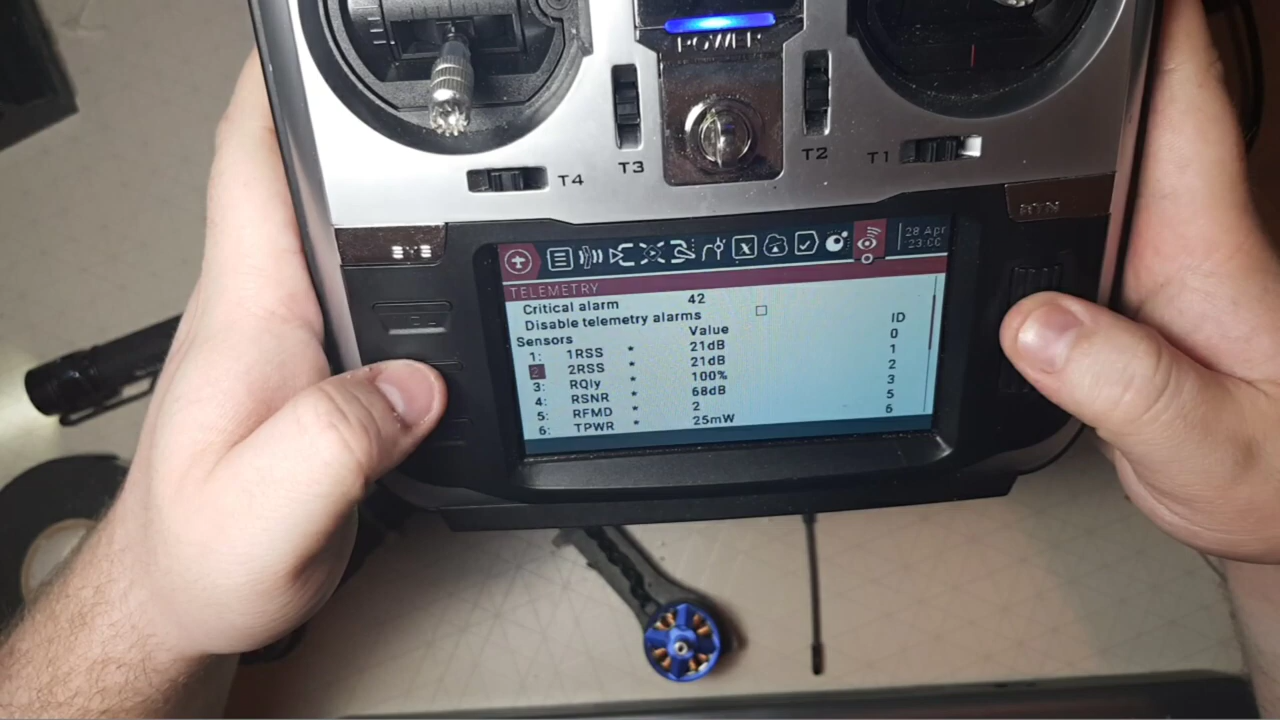 POWER
T3
T2
T1
T4
SYS
RTN
28 Apr
23:00
TELEMETRY
Critical alarm 42
Disable telemetry alarms
Sensors Value ID
1: 1RSS * 21dB 0
2: 2RSS * 21dB 1
3: RQly * 100% 2
4: RSNR * 68dB 3
5: RFMD * 2 5
6: TPWR * 25mW 6